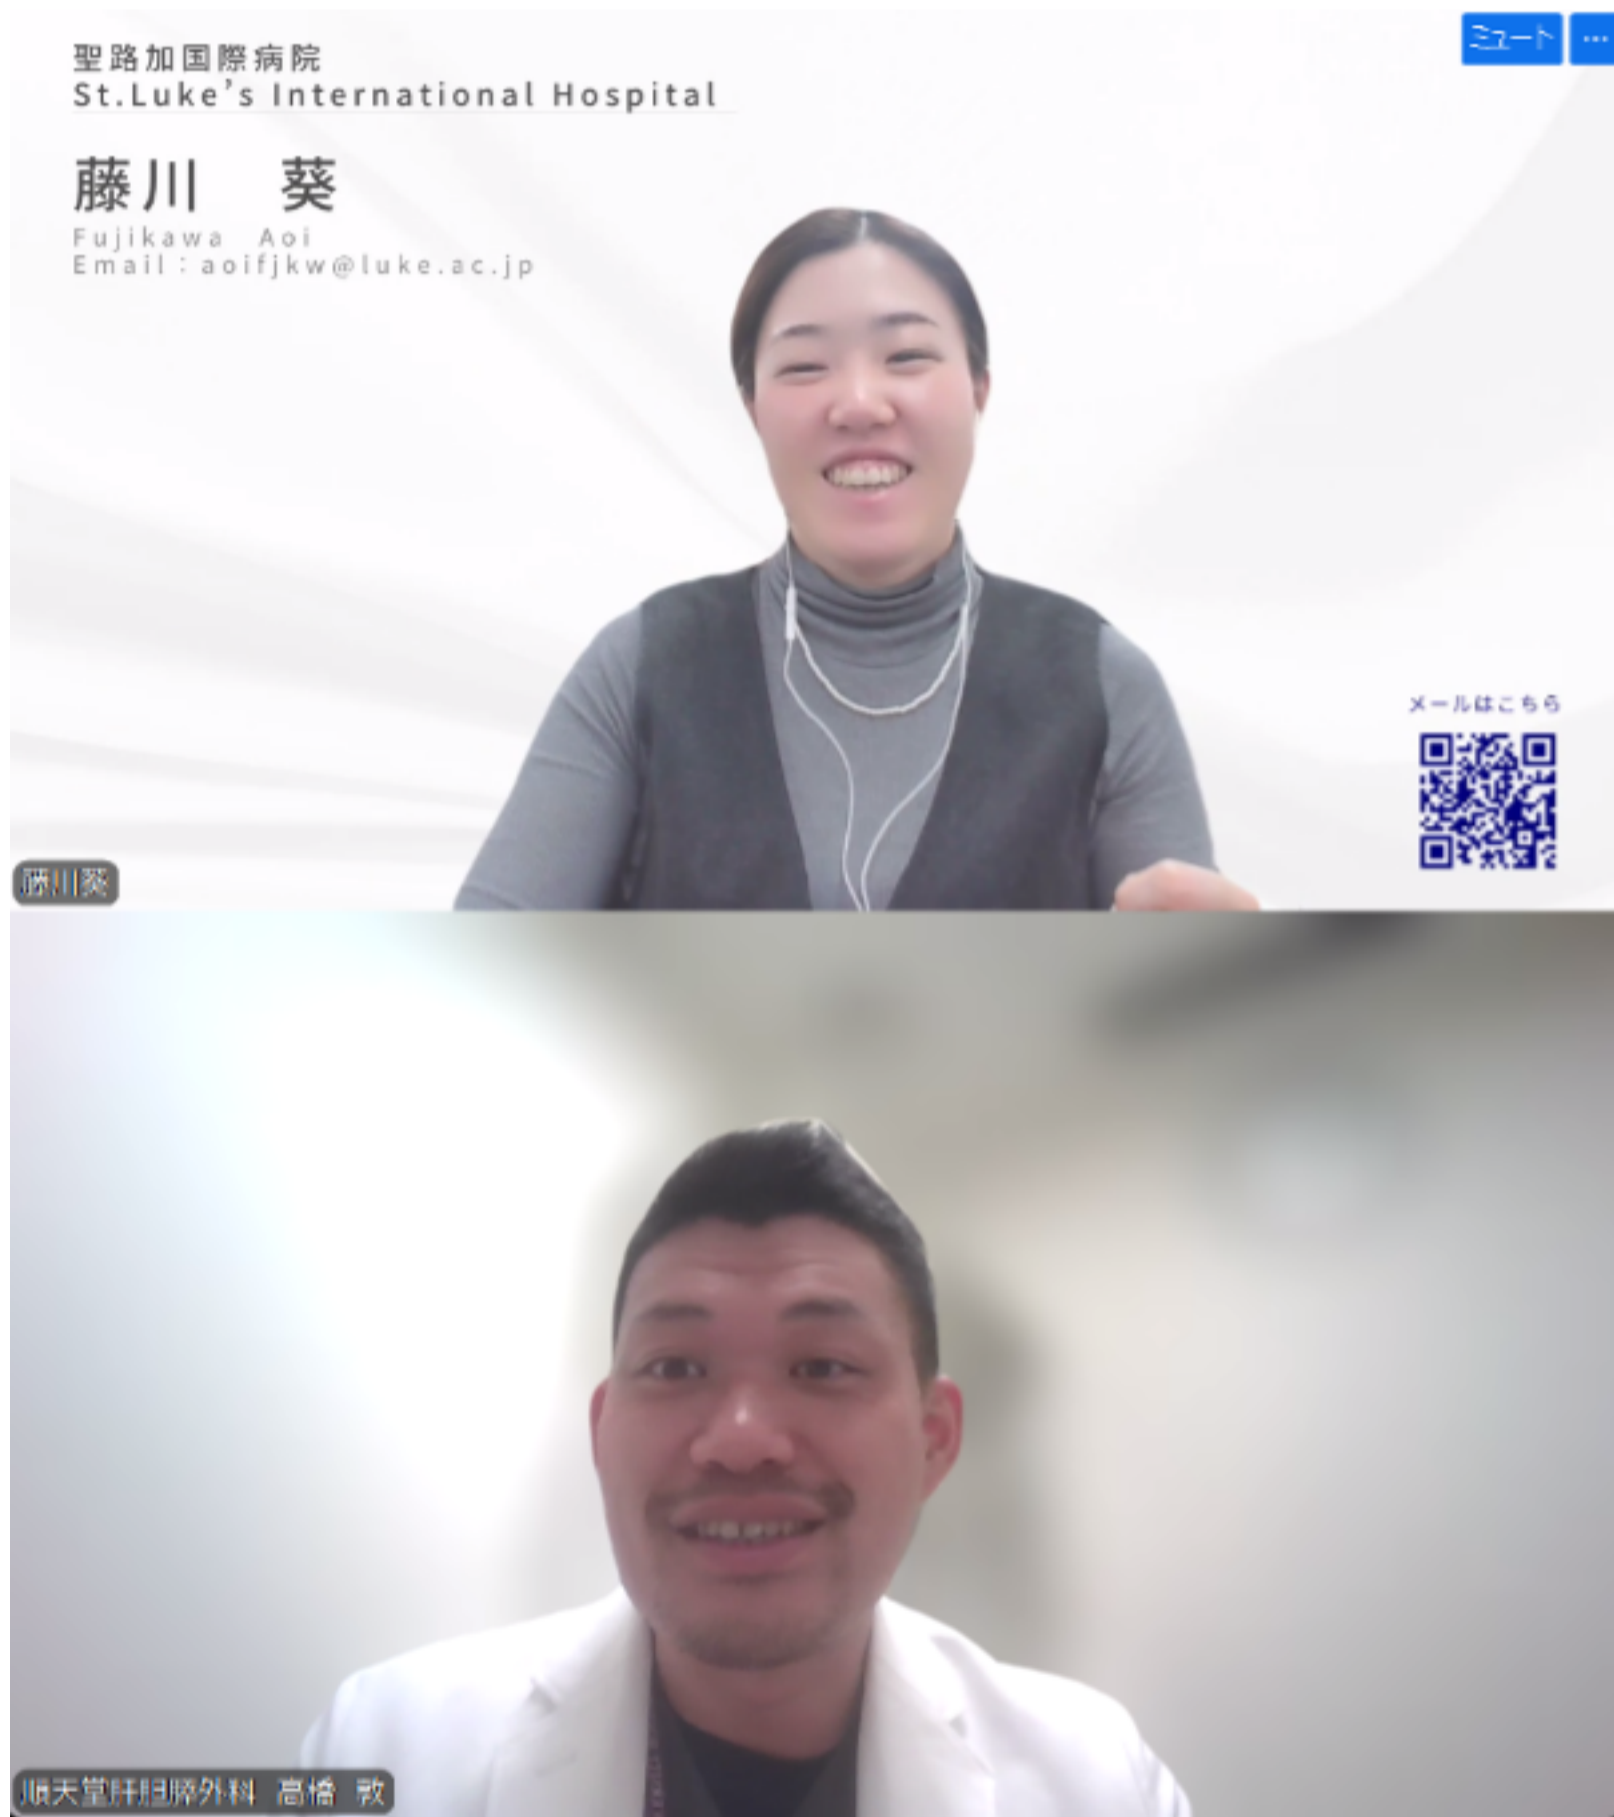 聖路加国際病院
St.Luke's International Hospital
ミュート
藤川 葵
Fujikawa Aoi
Email：aoifjkw@luke.ac.jp
メールはこちら
藤川葵
順天堂肝胆膵外科 高橋 敦